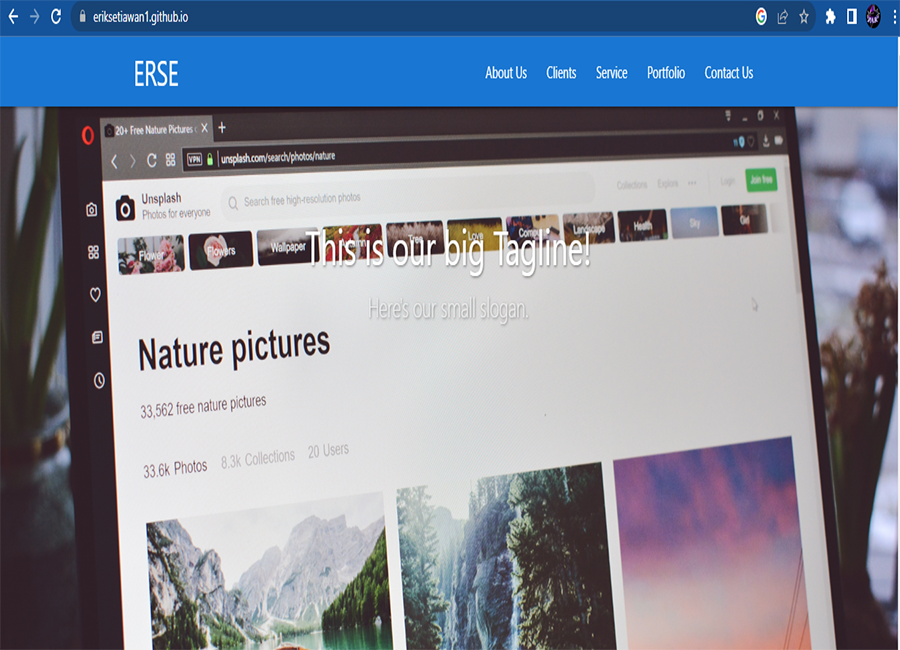 eriksetiawan1.github.io
ERSE
About Us Clients Service Portfolio Contact Us
20+ Free Nature Pictures
VPN unsplash.com/search/photos/nature
Unsplash
Photos for everyone
Search free high-resolution photos
Collections Explore Login Join free
Flower Flowers Wallpaper Tree Love Landscape Health Sky Girl
This is our big Tagline!
Here's our small slogan.
Nature pictures
33,562 free nature pictures
33.6k Photos 8.3k Collections 20 Users